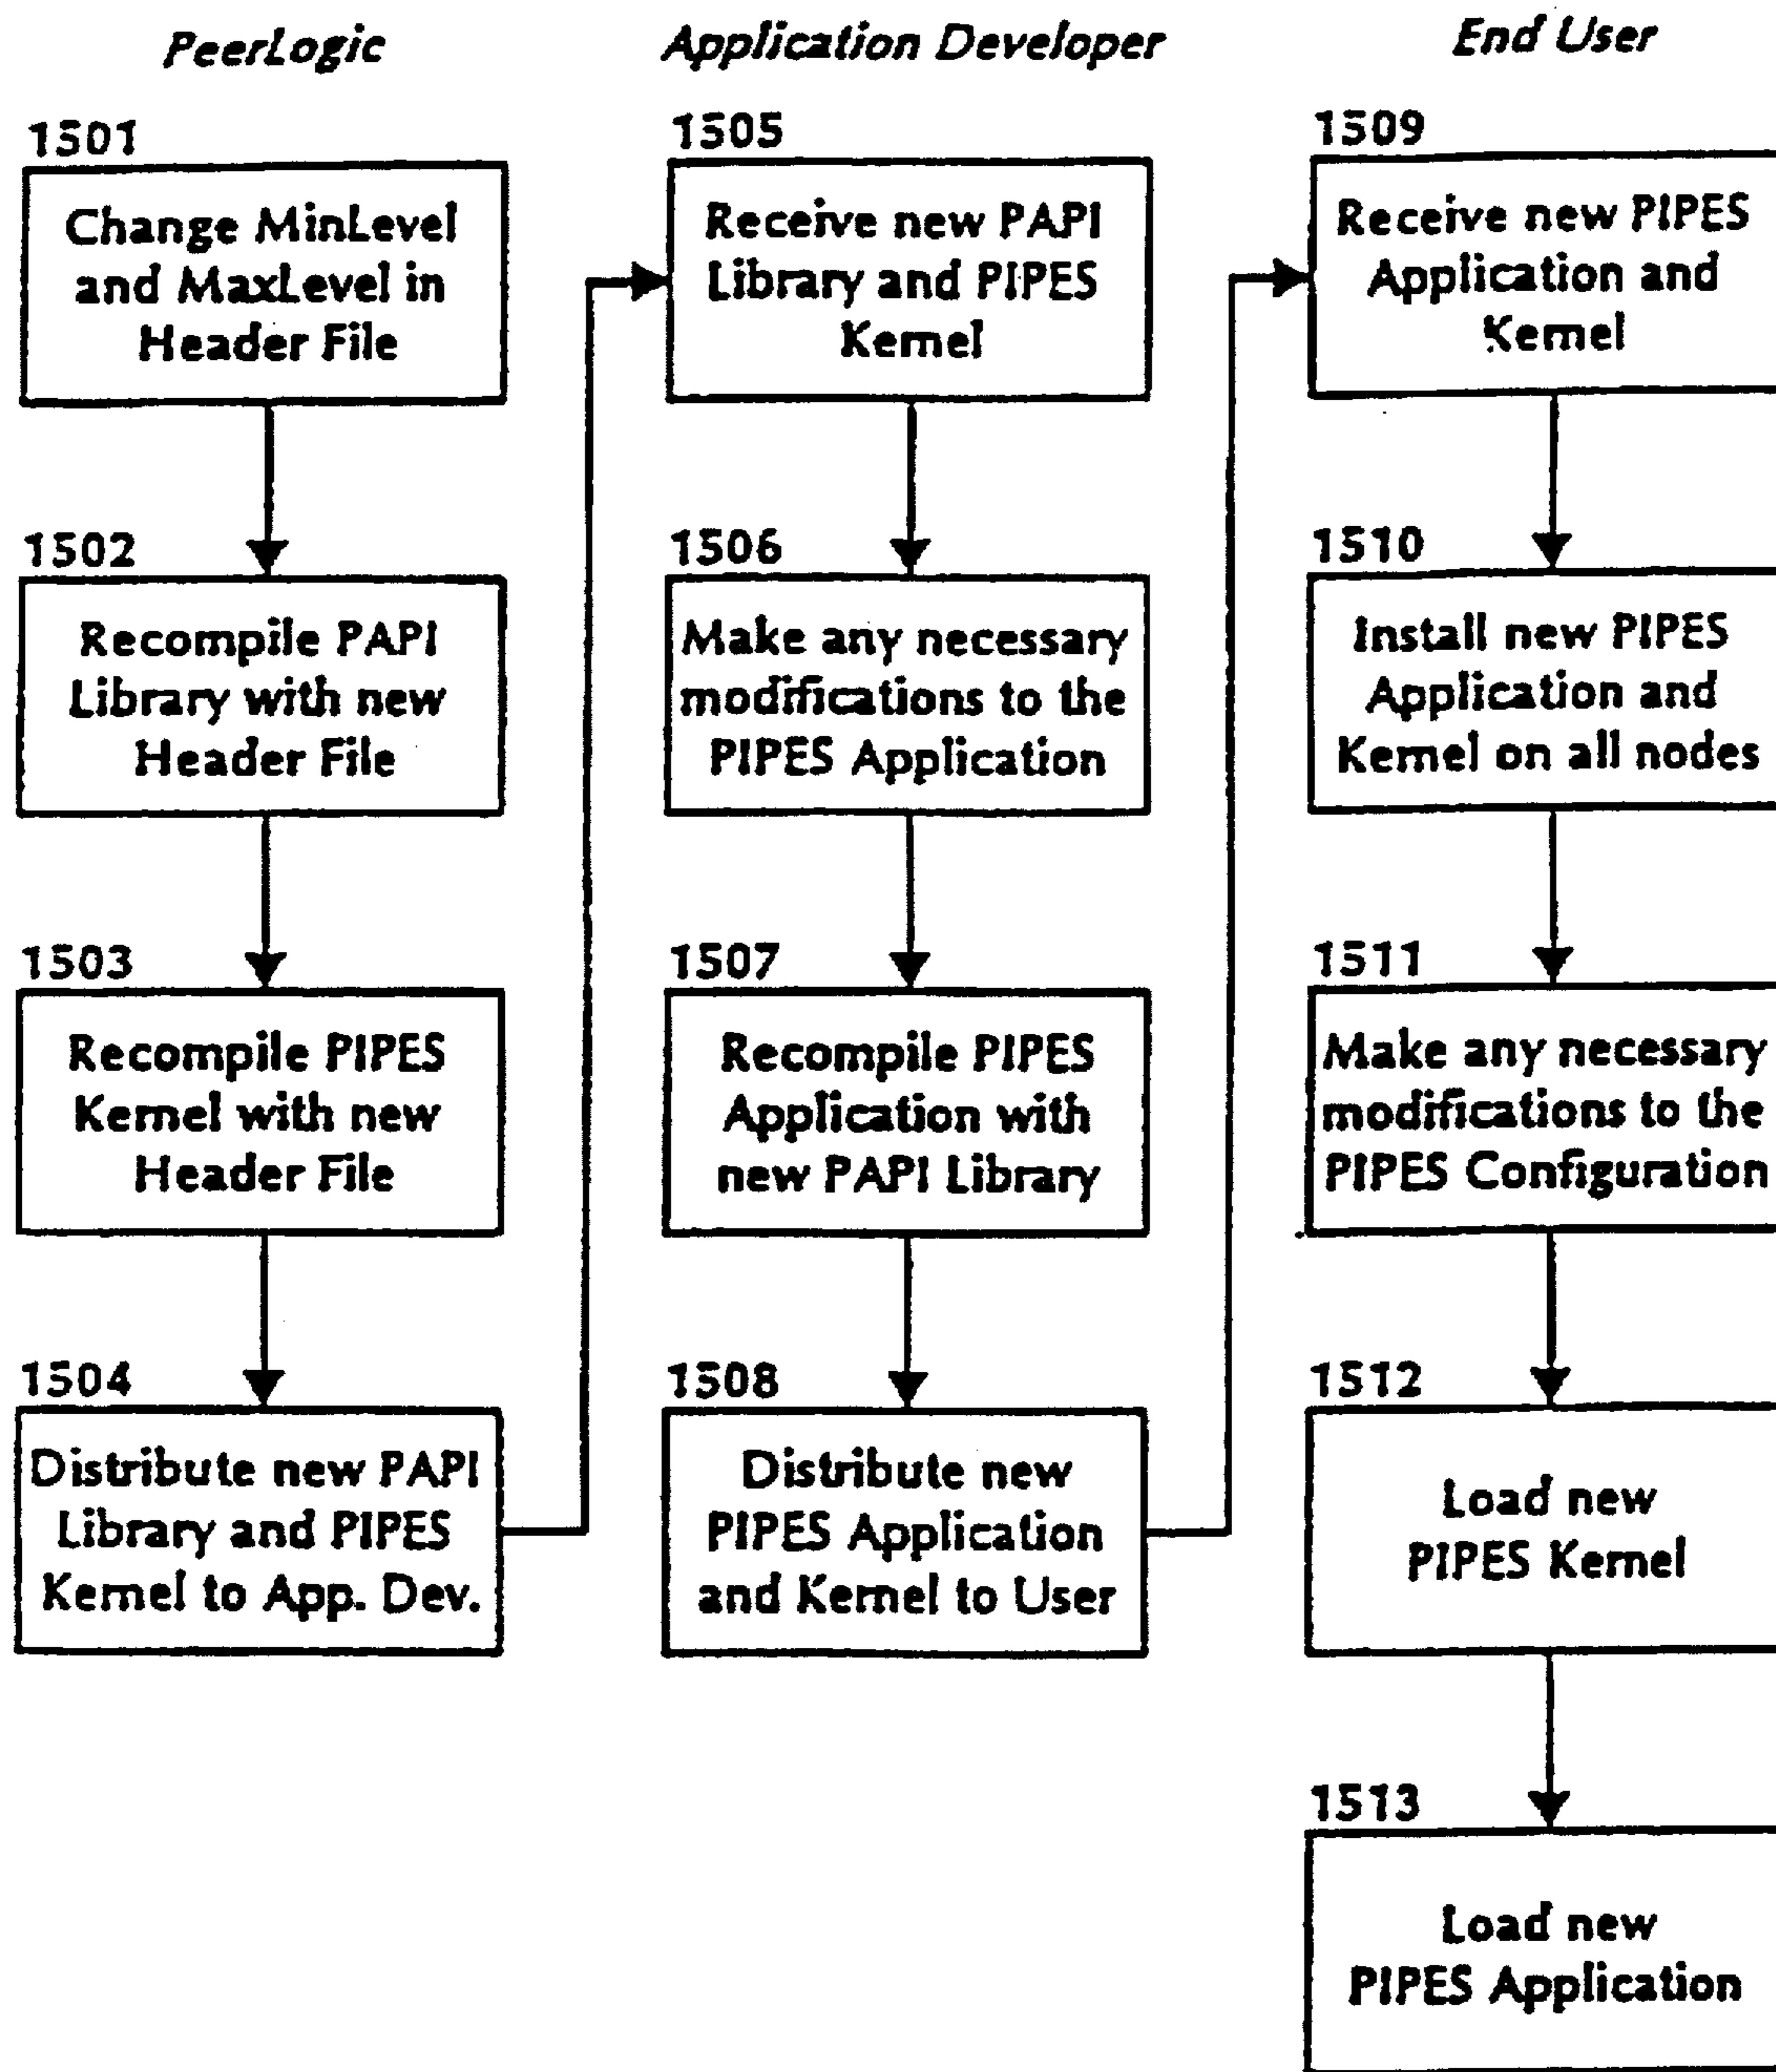 PeerLogic
1501
Change MinLevel
and MaxLevel in
Header File
1502
Recompile PAPI
Library with new
Header File
1503
Recompile PIPES
Kernel with new
Header File
1504
Distribute new PAPI
Library and PIPES
Kernel to App. Dev.
Application Developer
1505
Receive new PAPI
Library and PIPES
Kernel
1506
Make any necessary
modifications to the
PIPES Application
1507
Recompile PIPES
Application with
new PAPI Library
1508
Distribute new
PIPES Application
and Kernel to User
End User
1509
Receive new PIPES
Application and
Kernel
1510
Install new PIPES
Application and
Kernel on all nodes
1511
Make any necessary
modifications to the
PIPES Configuration
1512
Load new
PIPES Kernel
1513
Load new
PIPES Application